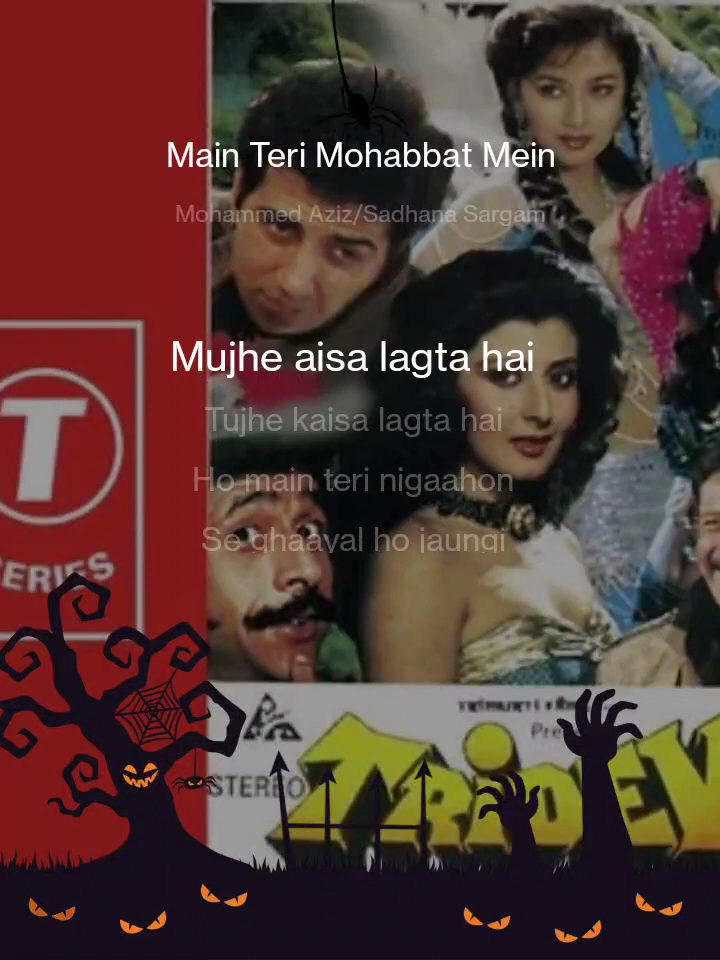 Main Teri Mohabbat Mein
Mohammed Aziz/Sadhana Sargam
Mujhe aisa lagta hai
Tujhe kaisa lagta hai
Ho main teri nigaahon
Se ghaayal ho jaungi
T
SERIES
STEREO
TRIDEV